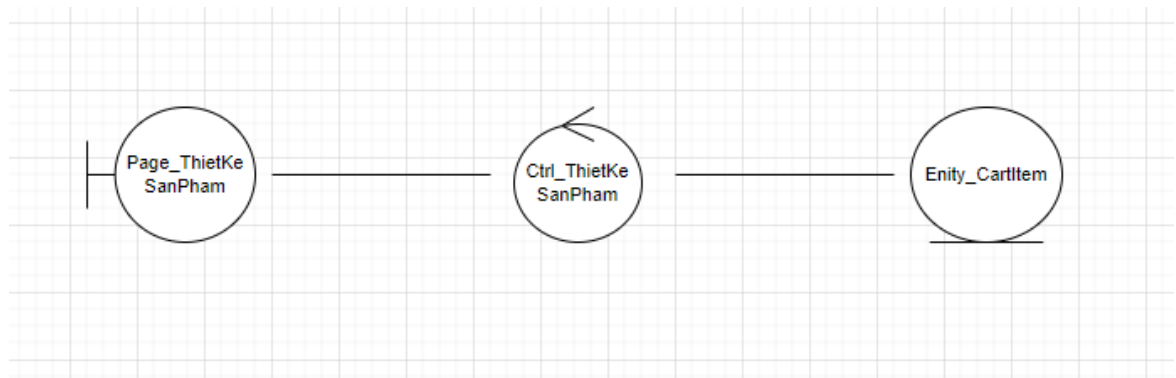 Page_ThietKe
SanPham
Ctrl_ThietKe
SanPham
Enity_CartItem